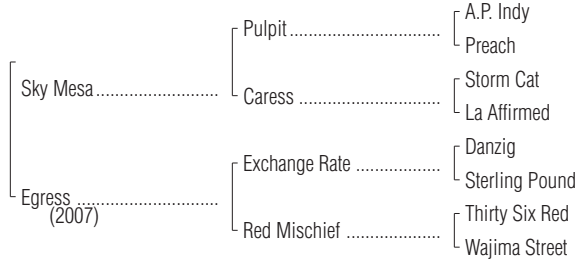 A.P. Indy
Pulpit
Preach
Sky Mesa
Storm Cat
Caress
La Affirmed
Danzig
Exchange Rate
Sterling Pound
Egress
(2007)
Thirty Six Red
Red Mischief
Wajima Street